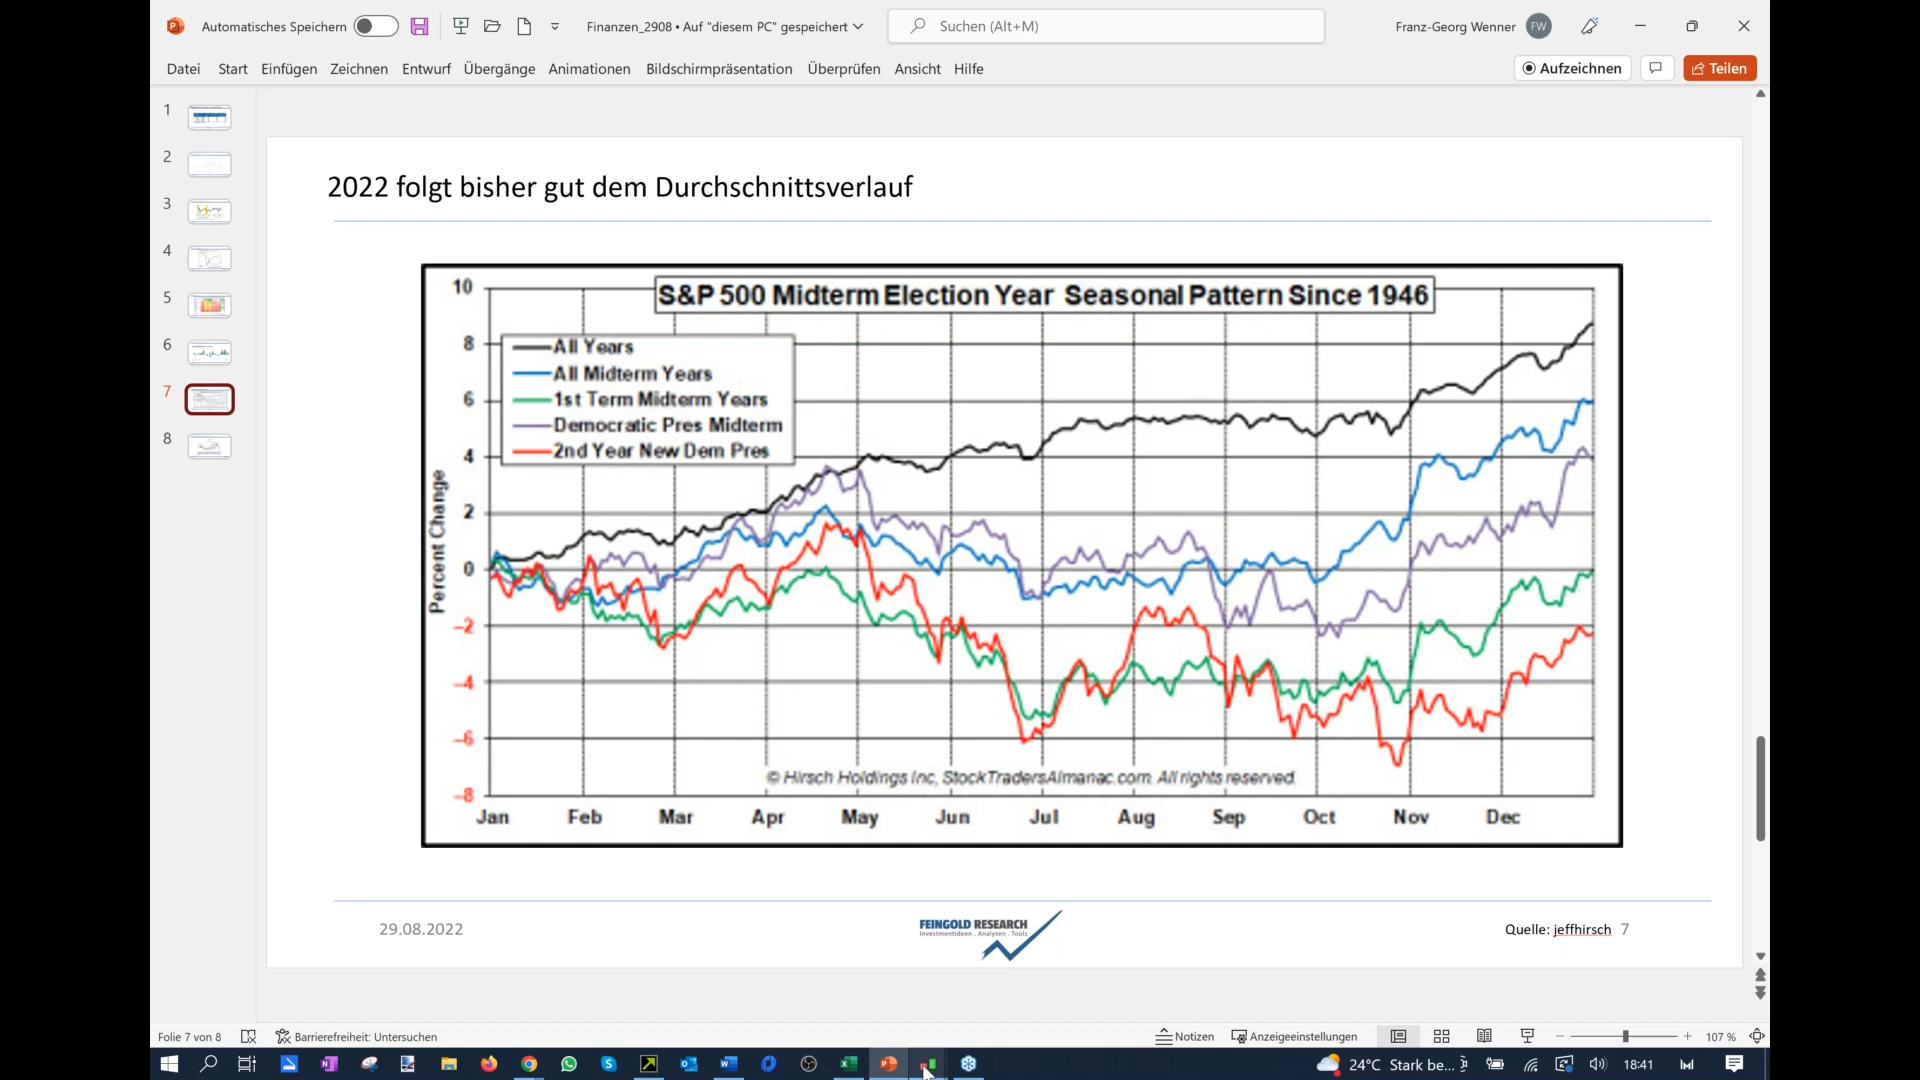 Automatisches Speichern
Finanzen_2908 • Auf "diesem PC" gespeichert
Suchen (Alt+M)
Franz-Georg Wenner
FW
Datei Start Einfügen Zeichnen Entwurf Übergänge Animationen Bildschirmpräsentation Überprüfen Ansicht Hilfe
Aufzeichnen
Teilen
1
2
3
4
5
6
7
8
2022 folgt bisher gut dem Durchschnittsverlauf
S&P 500 Midterm Election Year Seasonal Pattern Since 1946
All Years
All Midterm Years
1st Term Midterm Years
Democratic Pres Midterm
2nd Year New Dem Pres
Percent Change
10
8
6
4
2
0
-2
-4
-6
-8
© Hirsch Holdings Inc, StockTradersAlmanac.com. All rights reserved.
Jan Feb Mar Apr May Jun Jul Aug Sep Oct Nov Dec
29.08.2022
FEINGOLD RESEARCH
Investmentideen . Analysen . Tools
Quelle: jeffhirsch 7
Folie 7 von 8
Barrierefreiheit: Untersuchen
Notizen
Anzeigeeinstellungen
107 %
24°C Stark be...
18:41